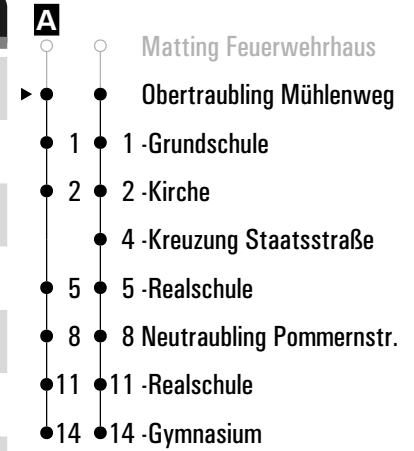 A
Matting Feuerwehrhaus
Obertraubling Mühlenweg
1 1 -Grundschule
2 2 -Kirche
4 -Kreuzung Staatsstraße
5 5 -Realschule
8 8 Neutraubling Pommernstr.
11 11 -Realschule
14 14 -Gymnasium